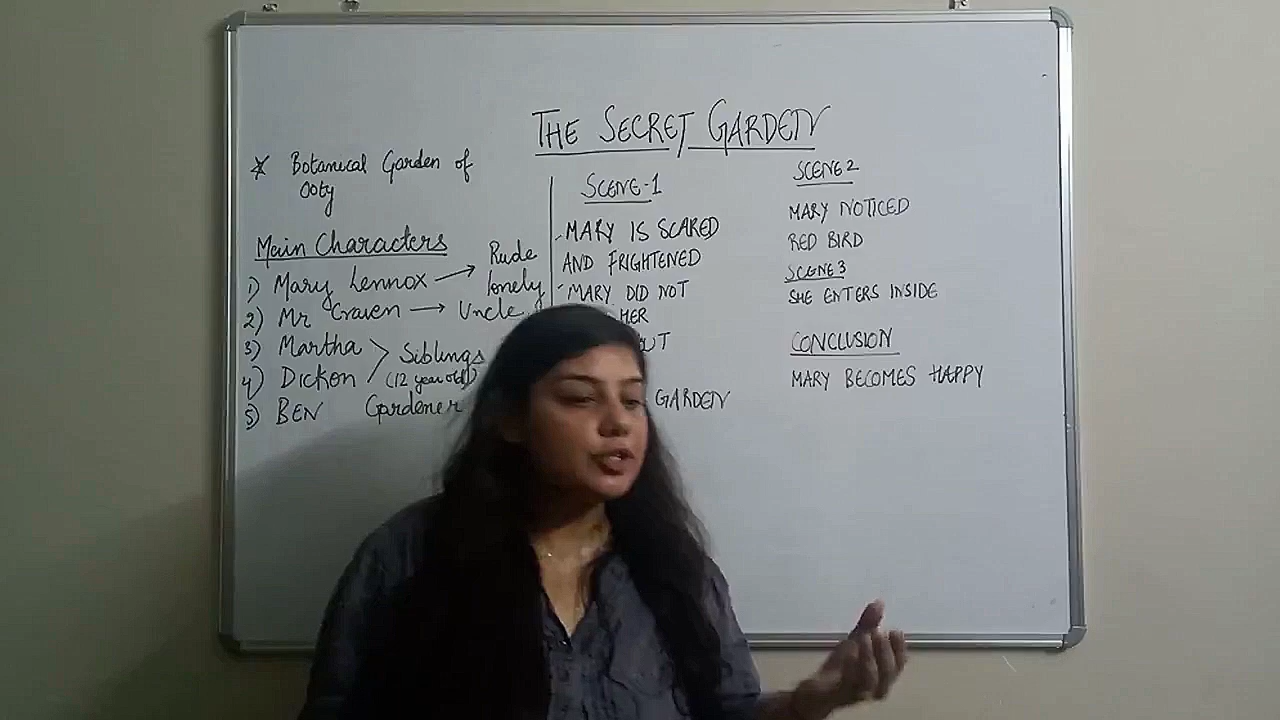 THE SECRET GARDEN
* Botanical Garden of
Ooty
Main Characters
1) Mary Lennox → Rude
lonely
2) Mr Craven → Uncle
3) Martha
4) Dickon
Siblings
(12 year old)
5) BEN Gardener
SCENE-1
MARY IS SCARED
AND FRIGHTENED
MARY DID NOT
HER
GARDEN
SCENE 2
MARY NOTICED
RED BIRD
SCENE 3
SHE ENTERS INSIDE
CONCLUSION
MARY BECOMES HAPPY